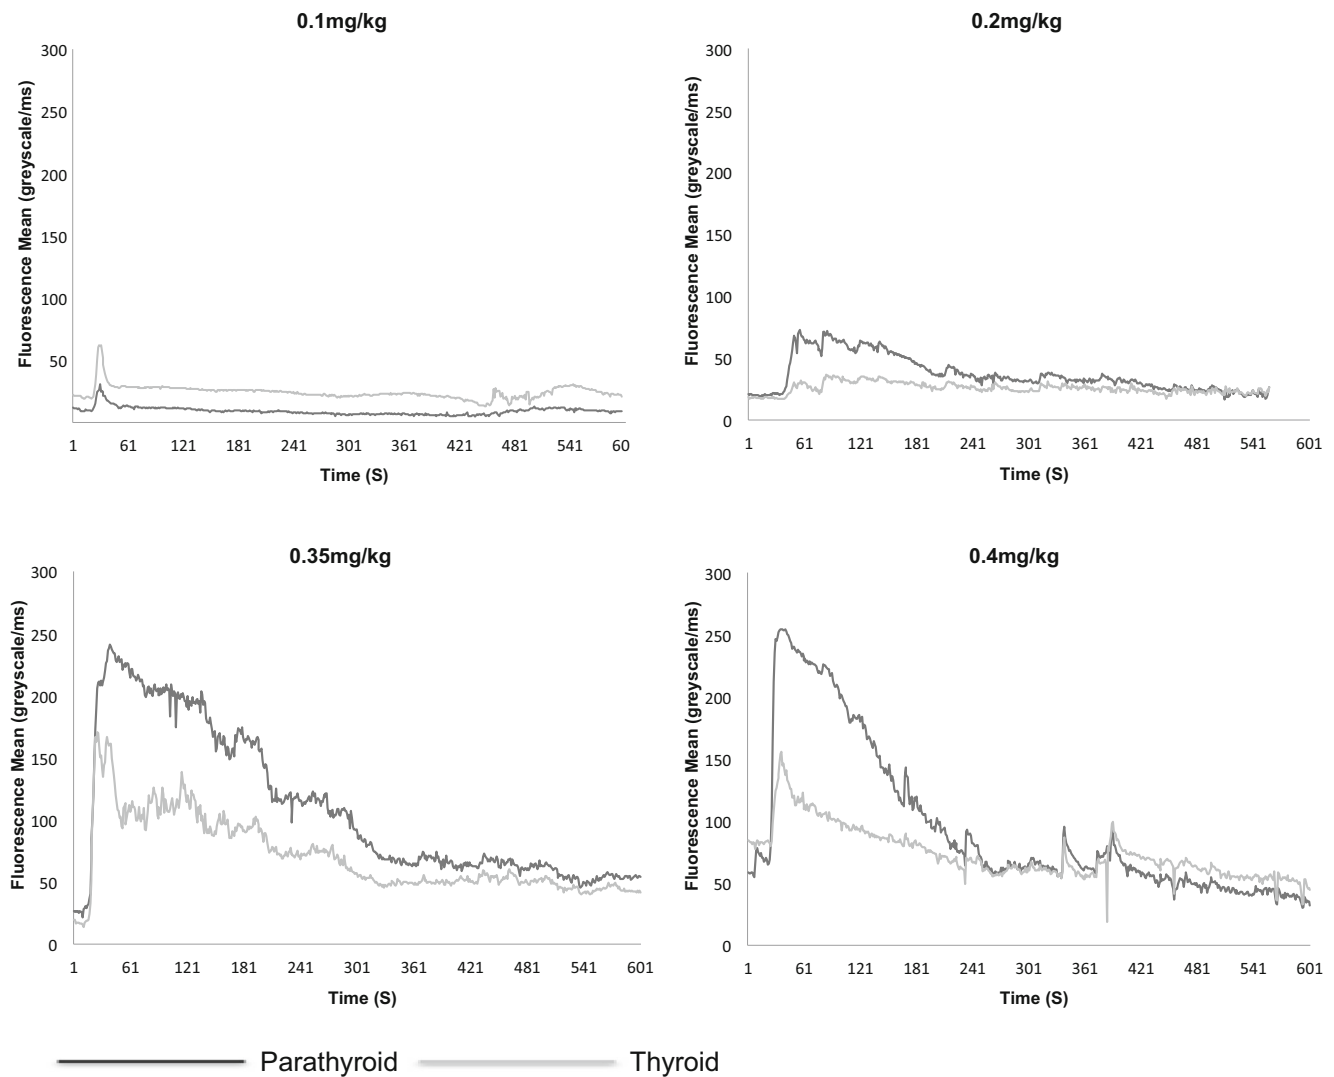 0.1mg/kg
Fluorescence Mean (greyscale/ms)
300
250
200
150
100
50
1 61 121 181 241 301 361 421 481 541 60
Time (S)
0.2mg/kg
Fluorescence Mean (greyscale/ms)
300
250
200
150
100
50
0
1 61 121 181 241 301 361 421 481 541 601
Time (S)
0.35mg/kg
Fluorescence Mean (greyscale/ms)
300
250
200
150
100
50
0
1 61 121 181 241 301 361 421 481 541 601
Time (S)
0.4mg/kg
Fluorescence Mean (greyscale/ms)
300
250
200
150
100
50
0
1 61 121 181 241 301 361 421 481 541 601
Time (S)
Parathyroid Thyroid